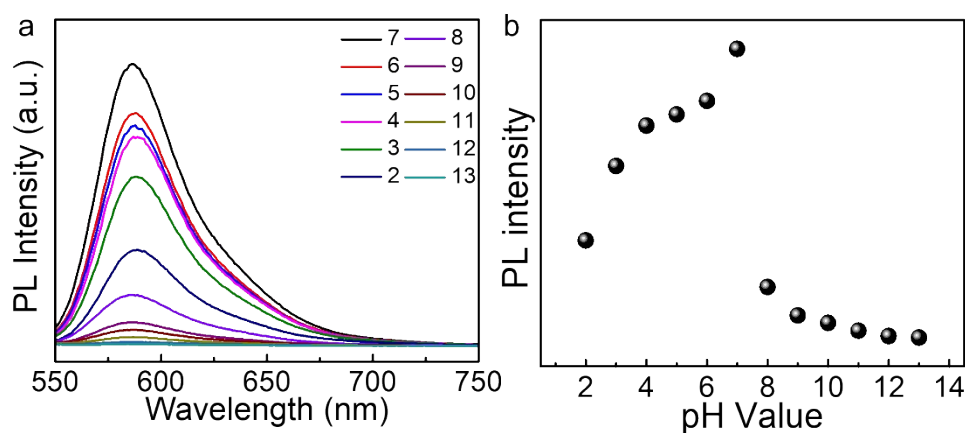 a
PL Intensity (a.u.)
7 8
6 9
5 10
4 11
3 12
2 13
550 600 650 700 750
Wavelength (nm)
b
PL intensity
2 4 6 8 10 12 14
pH Value